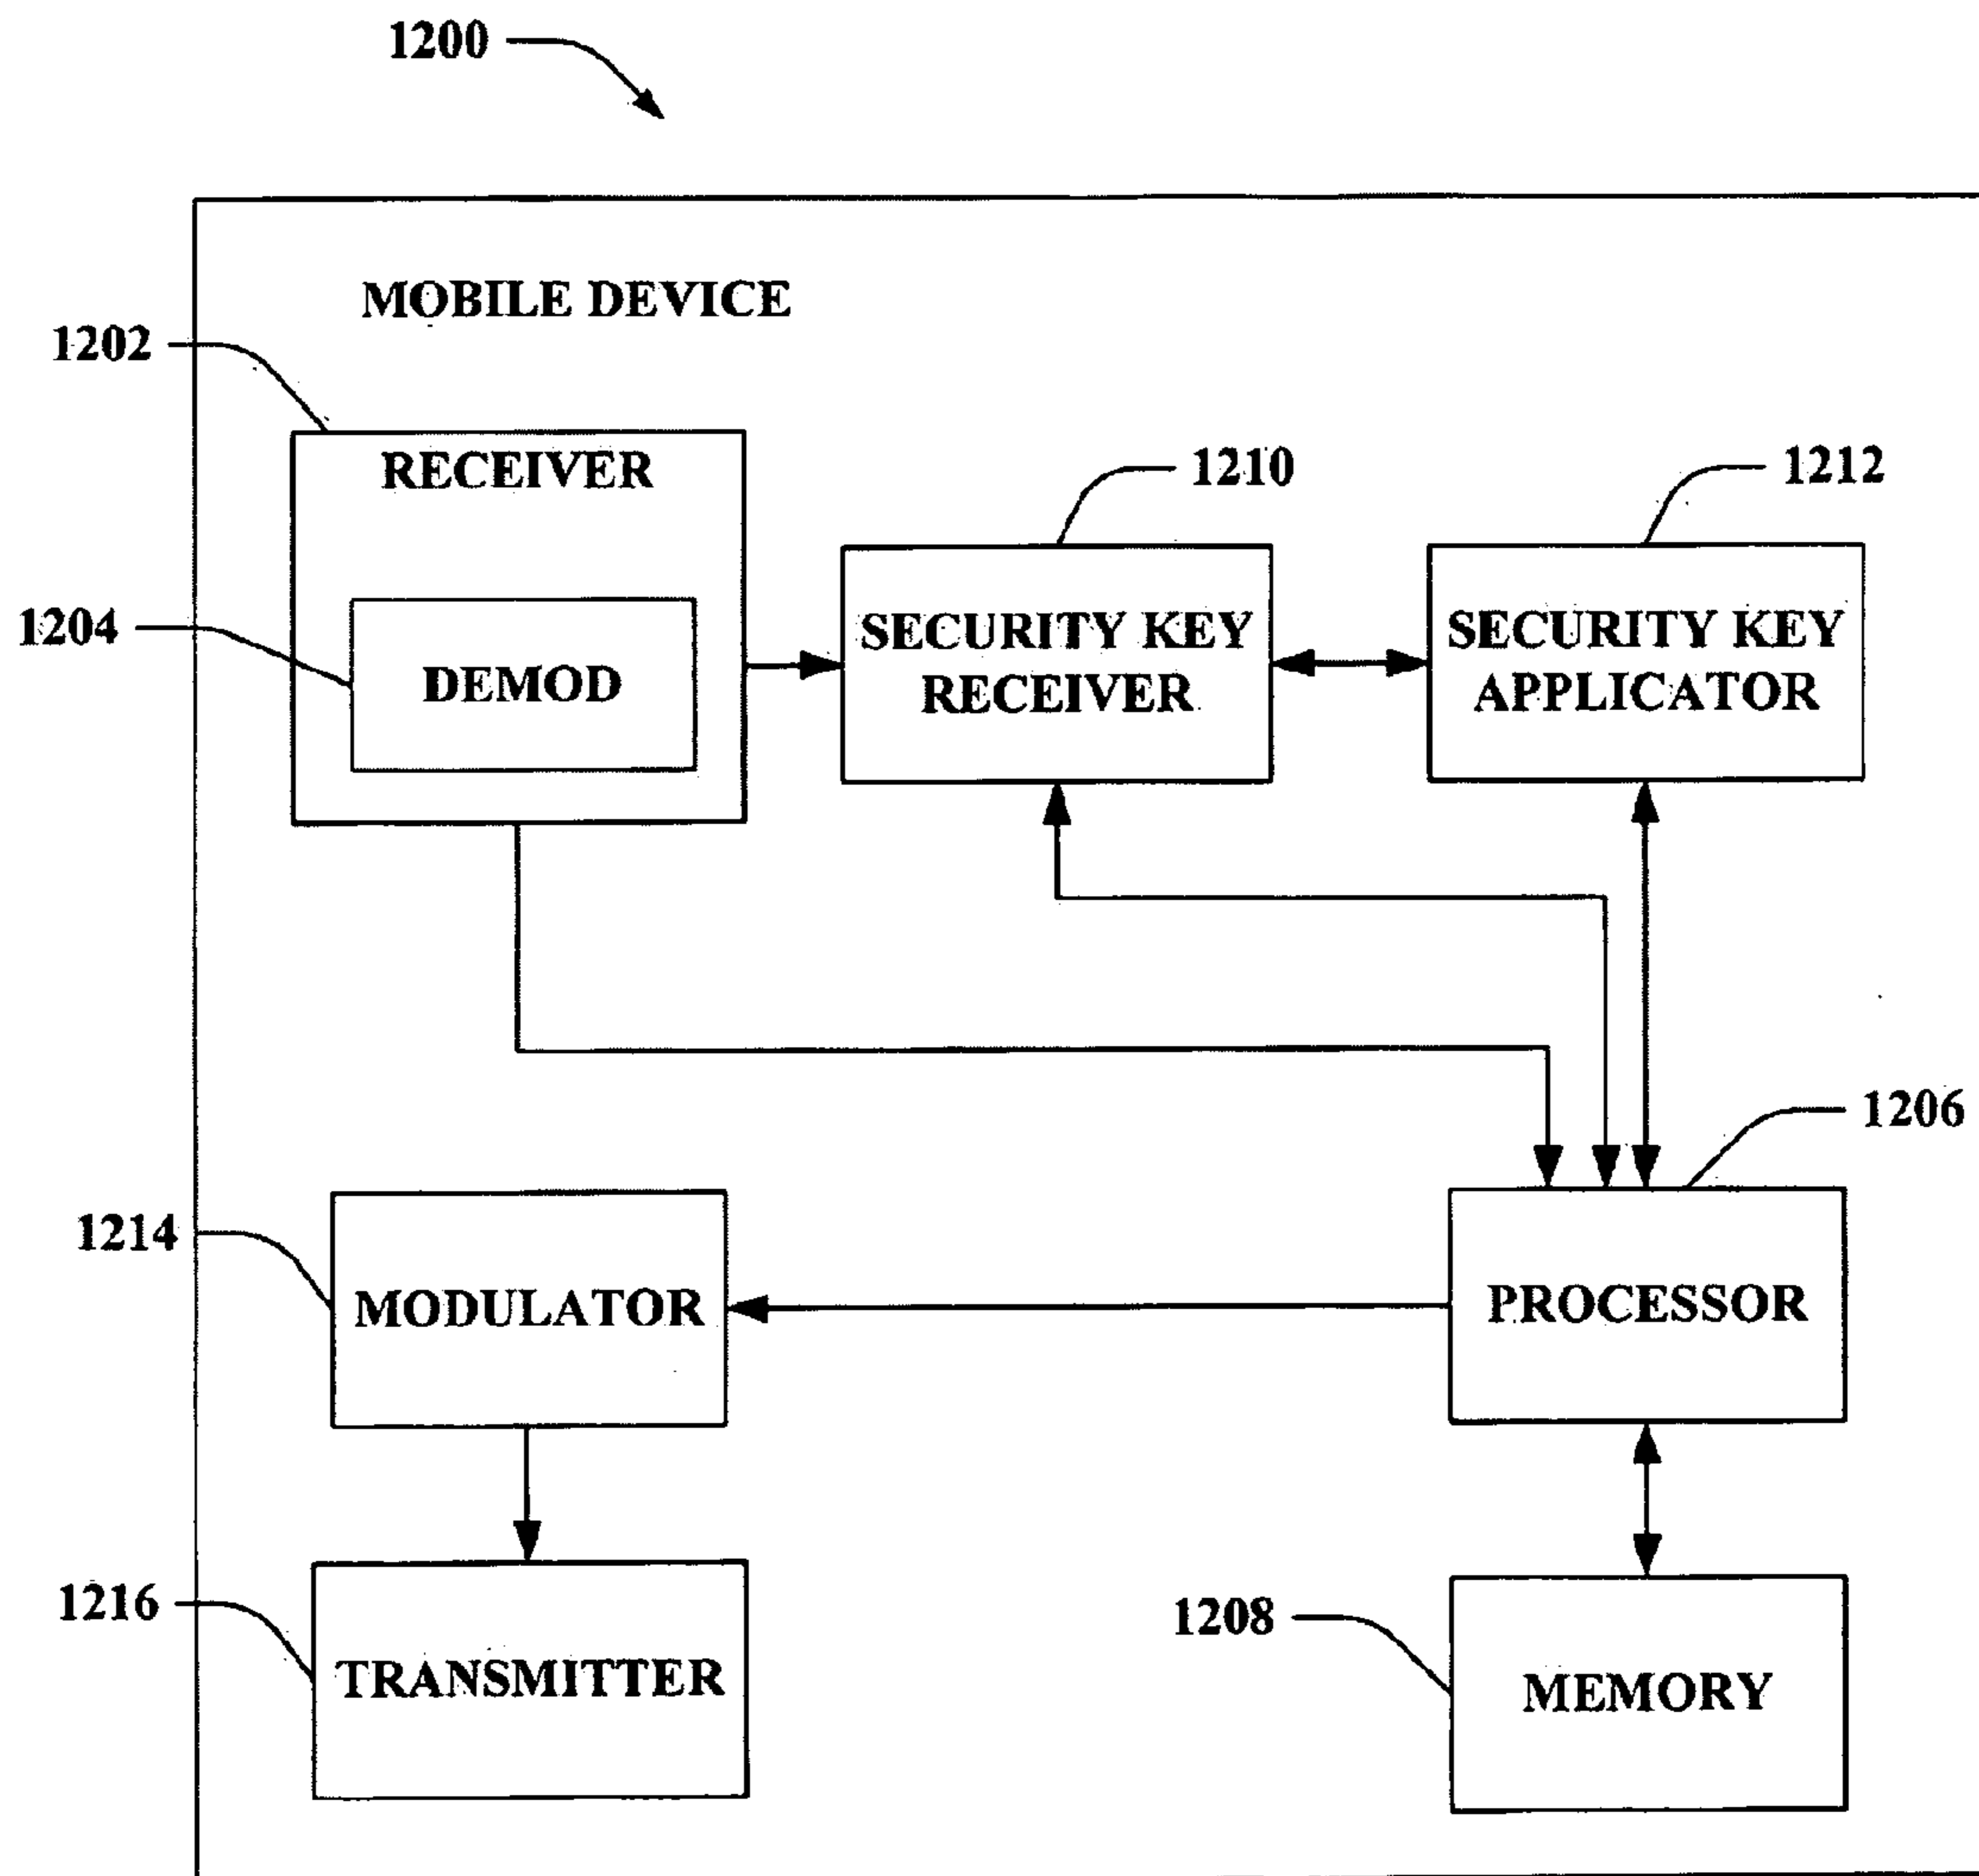 1200
MOBILE DEVICE
1202
RECEIVER
1210
1212
1204
DEMOD
SECURITY KEY
RECEIVER
SECURITY KEY
APPLICATOR
1206
1214
MODULATOR
PROCESSOR
1216
TRANSMITTER
1208
MEMORY